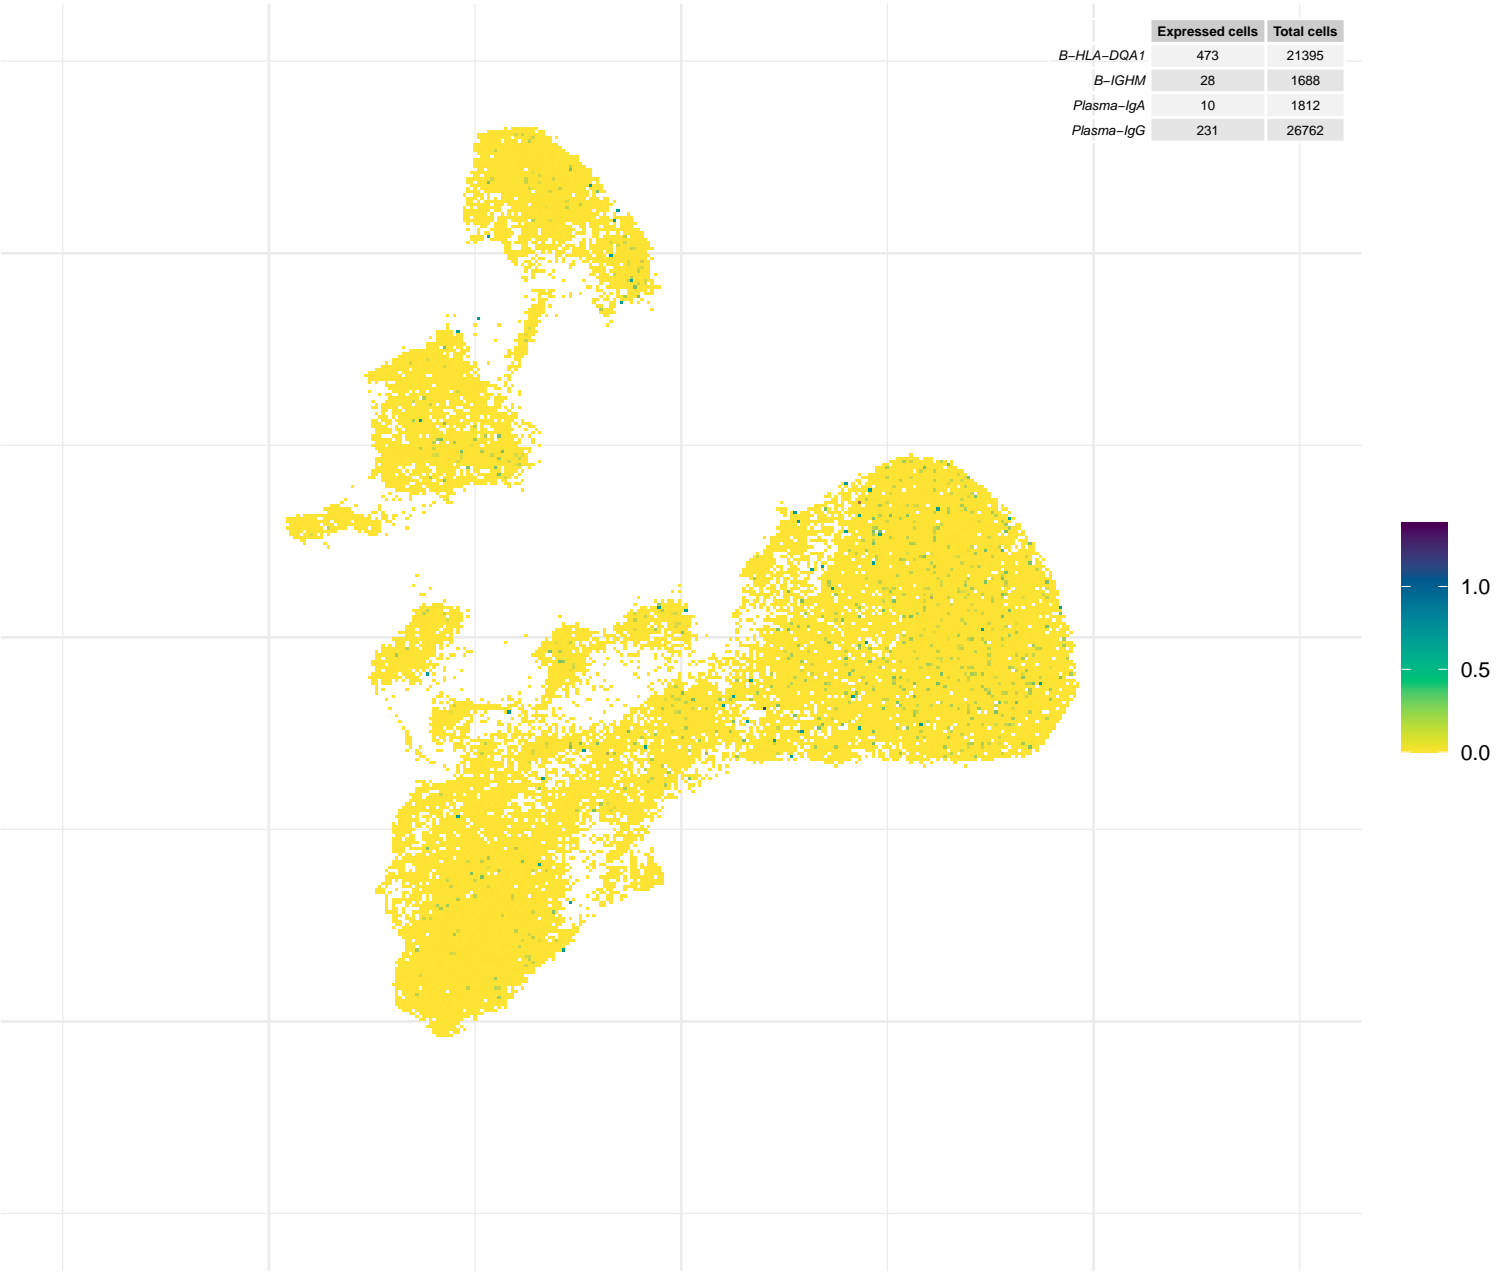 Expressed cells Total cells
B−HLA−DQA1 473 21395
B−IGHM 28 1688
Plasma−IgA 10 1812
Plasma−IgG 231 26762
1.0
0.5
0.0